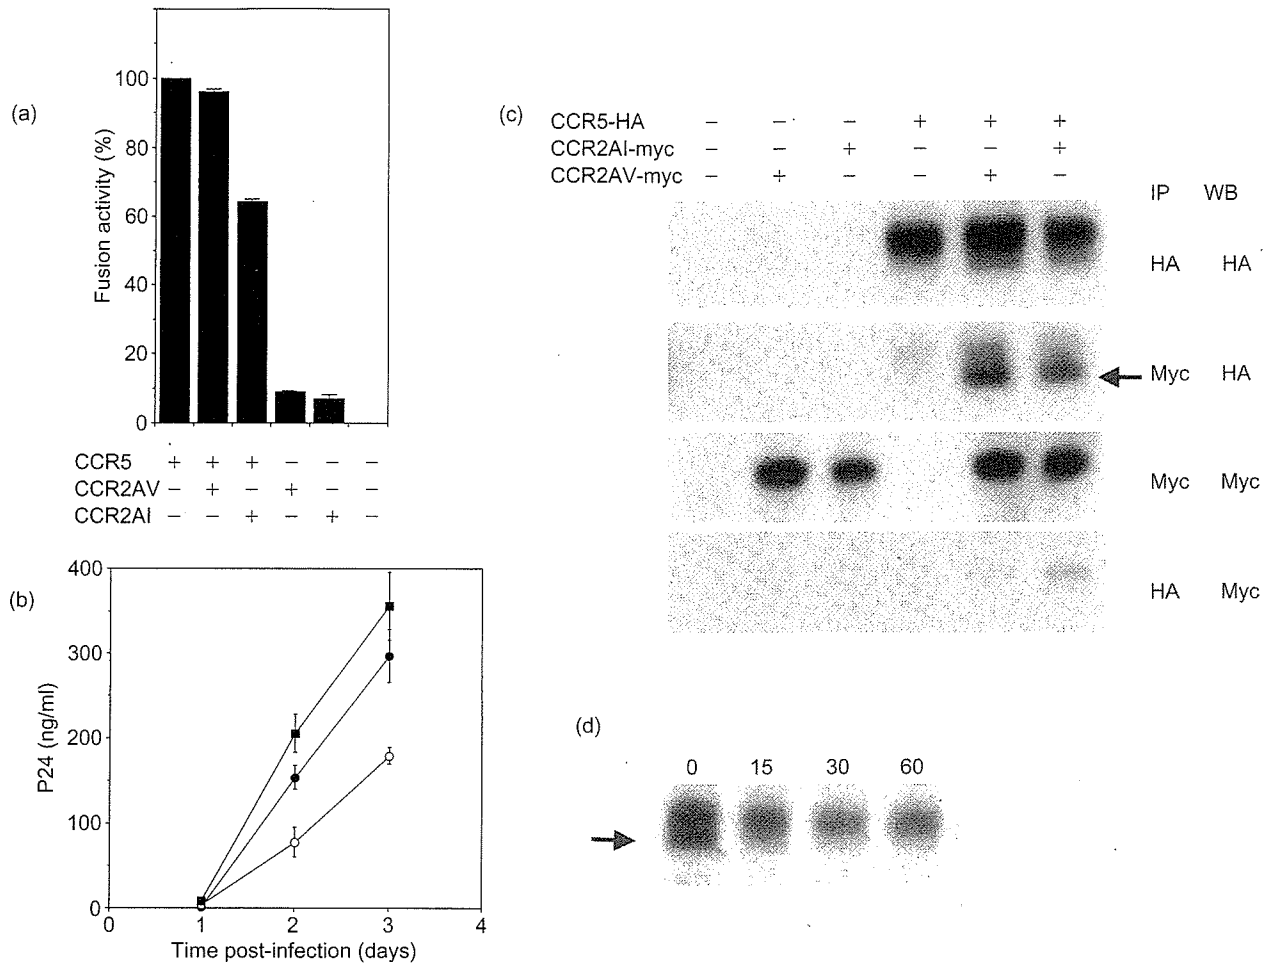 (a)
Fusion activity (%)
100
80
60
40
20
0
CCR5 + + + − − −
CCR2AV − + − + − −
CCR2AI − − + − + −
(b)
P24 (ng/ml)
400
300
200
100
0
0 1 2 3 4
Time post-infection (days)
(c)
CCR5-HA − − − + + +
CCR2AI-myc − − + − − +
CCR2AV-myc − + − − + −
IP WB
HA HA
Myc HA
Myc Myc
HA Myc
(d)
0 15 30 60